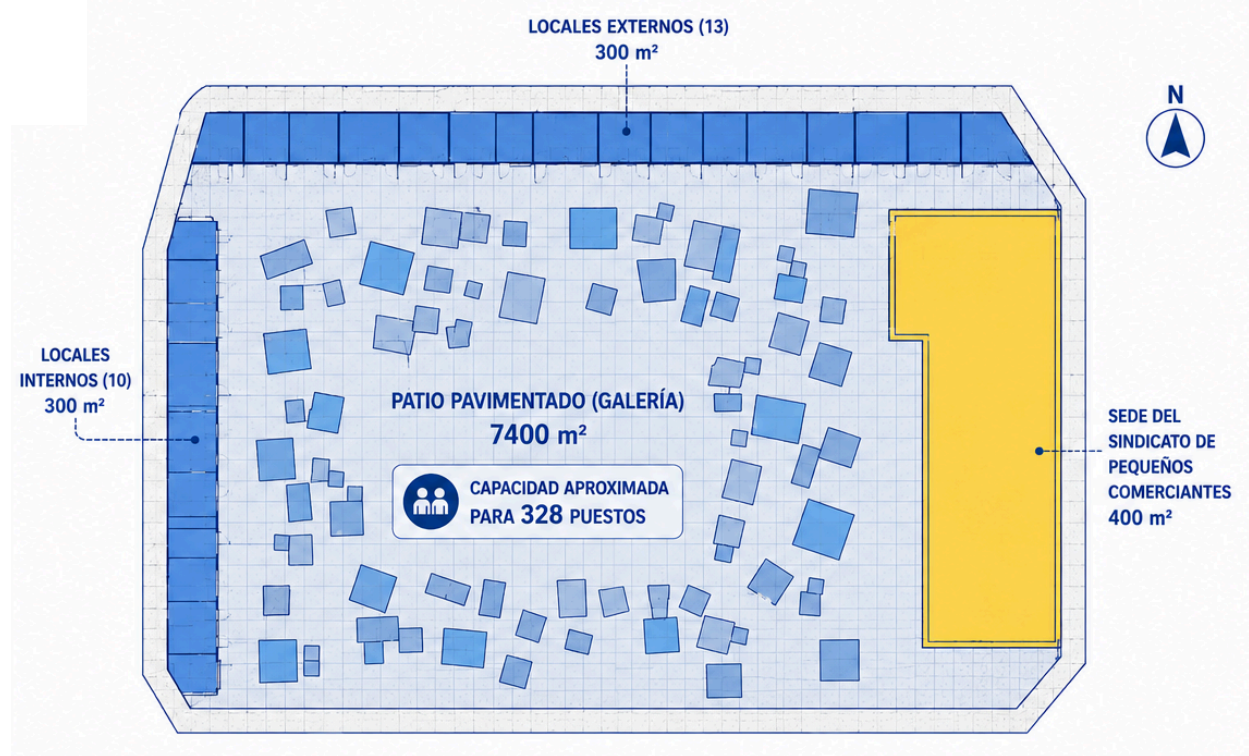 LOCALES EXTERNOS (13)
300 m²
N
LOCALES
INTERNOS (10)
300 m²
PATIO PAVIMENTADO (GALERÍA)
7400 m²
CAPACIDAD APROXIMADA
PARA 328 PUESTOS
SEDE DEL
SINDICATO DE
PEQUEÑOS
COMERCIANTES
400 m²